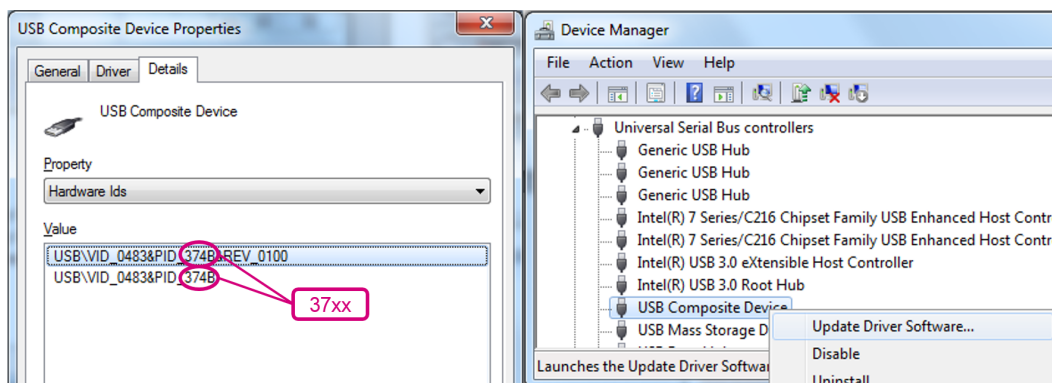 USB Composite Device Properties
General
Driver
Details
USB Composite Device
Property
Hardware Ids
Value
USB\VID_0483&PID_374B&REV_0100
USB\VID_0483&PID_374B
37xx
Device Manager
File Action View Help
Universal Serial Bus controllers
Generic USB Hub
Generic USB Hub
Generic USB Hub
Intel(R) 7 Series/C216 Chipset Family USB Enhanced Host Contr
Intel(R) 7 Series/C216 Chipset Family USB Enhanced Host Contr
Intel(R) USB 3.0 eXtensible Host Controller
Intel(R) USB 3.0 Root Hub
USB Composite Device
USB Mass Storage D
Launches the Update Driver Softwar
Update Driver Software...
Disable
Uninstall